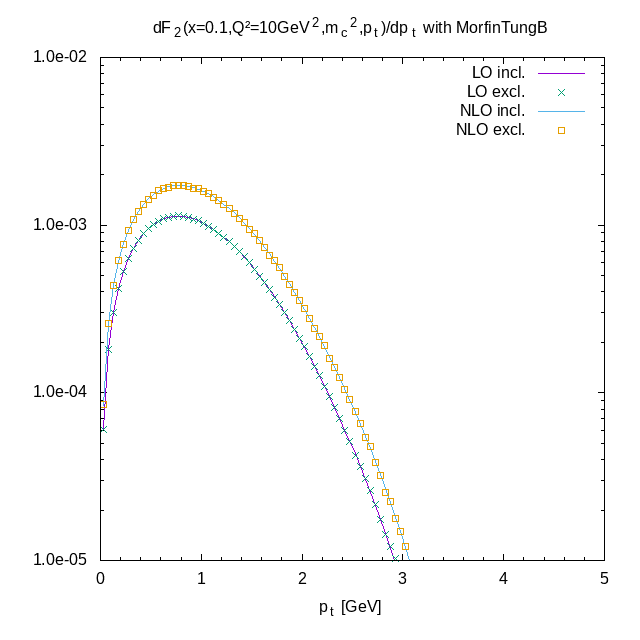 dF₂(x=0.1,Q²=10GeV²,m_c²,pₜ)/dpₜ with MorfinTungB
1.0e-02
LO incl.
LO excl.
NLO incl.
NLO excl.
1.0e-03
1.0e-04
1.0e-05
0 1 2 3 4 5
pₜ [GeV]